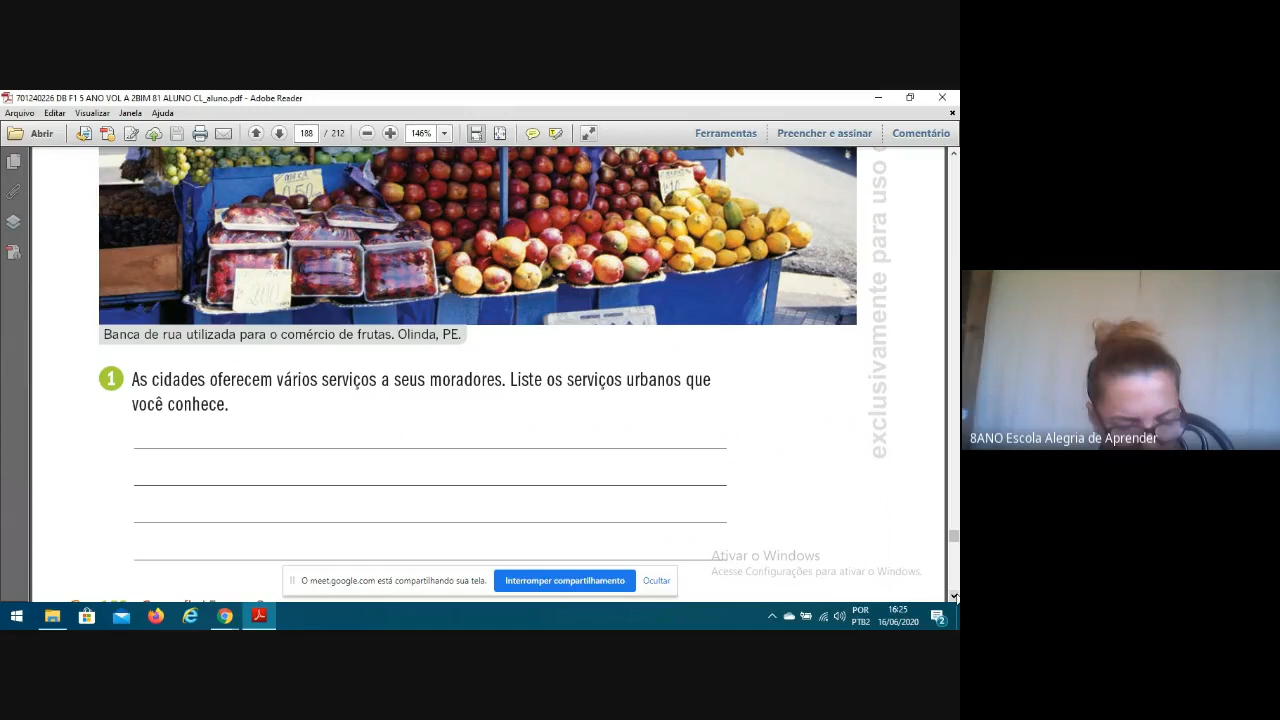 701240226 DB F1 5 ANO VOL A 2BIM 81 ALUNO CL_aluno.pdf - Adobe Reader
Arquivo Editar Visualizar Janela Ajuda
Abrir 188 / 212 146% Ferramentas Preencher e assinar Comentário
exclusivamente para uso
Banca de rua utilizada para o comércio de frutas. Olinda, PE.
1 As cidades oferecem vários serviços a seus moradores. Liste os serviços urbanos que
você conhece.
8ANO Escola Alegria de Aprender
Ativar o Windows
Acesse Configurações para ativar o Windows.
O meet.google.com está compartilhando sua tela. Interromper compartilhamento Ocultar
POR
PTB2
16:25
16/06/2020
2